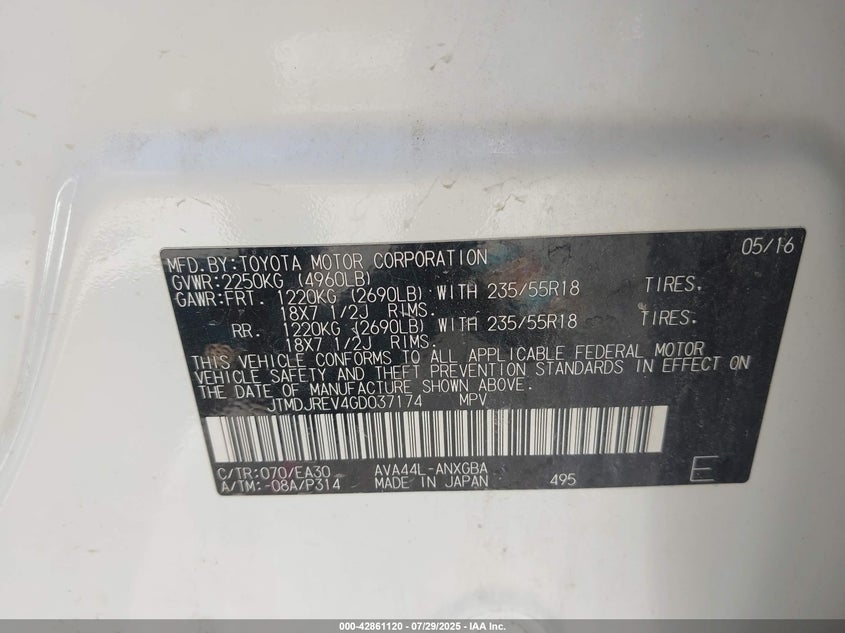 05/16
MFD.BY:TOYOTA MOTOR CORPORATION
GVWR:2250KG (4960LB)
GAWR:FRT. 1220KG (2690LB) WITH 235/55R18 TIRES.
18X7 1/2J RIMS.
RR. 1220KG (2690LB) WITH 235/55R18 TIRES.
18X7 1/2J RIMS.
THIS VEHICLE CONFORMS TO ALL APPLICABLE FEDERAL MOTOR
VEHICLE SAFETY AND THEFT PREVENTION STANDARDS IN EFFECT ON
THE DATE OF MANUFACTURE SHOWN ABOVE.
JTMDJREV4GD037174 MPV
C/TR:070/EA30 AVA44L-ANXGBA
A/TM:-08A/P314 MADE IN JAPAN 495 E
000-42861120 - 07/29/2025 - IAA Inc.